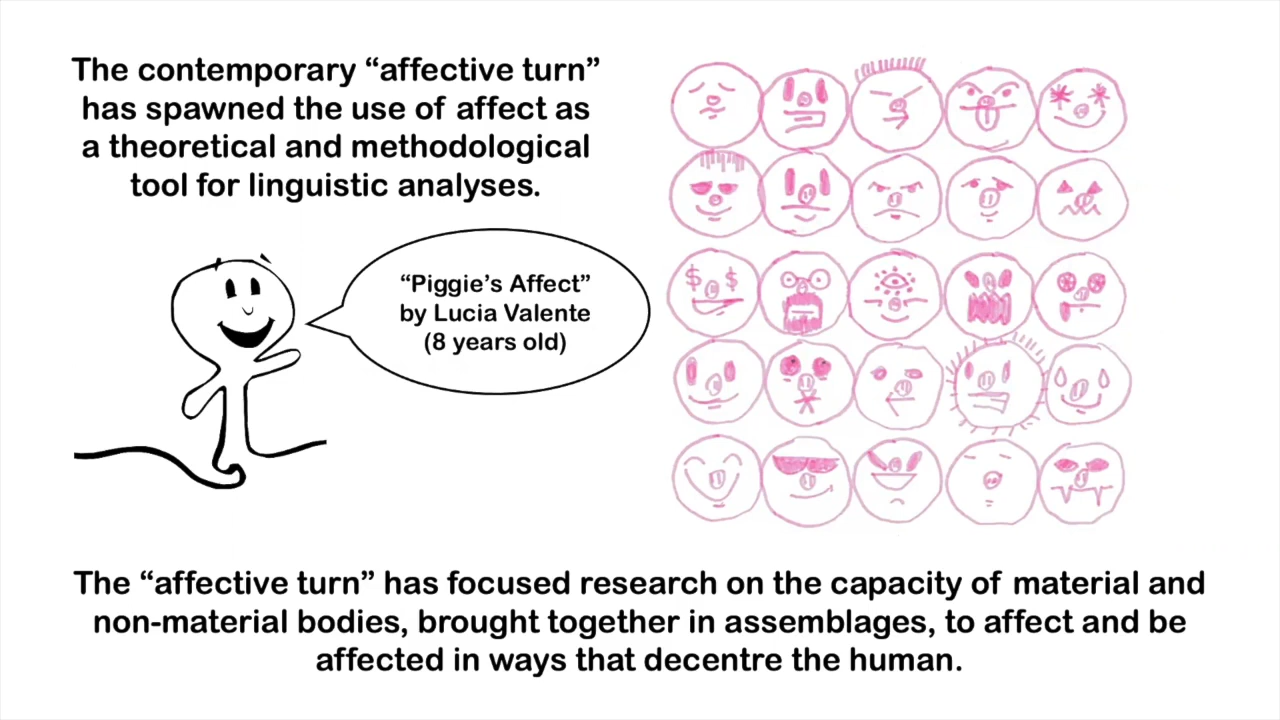 The contemporary “affective turn”
has spawned the use of affect as
a theoretical and methodological
tool for linguistic analyses.
“Piggie’s Affect”
by Lucia Valente
(8 years old)
The “affective turn” has focused research on the capacity of material and
non-material bodies, brought together in assemblages, to affect and be
affected in ways that decentre the human.